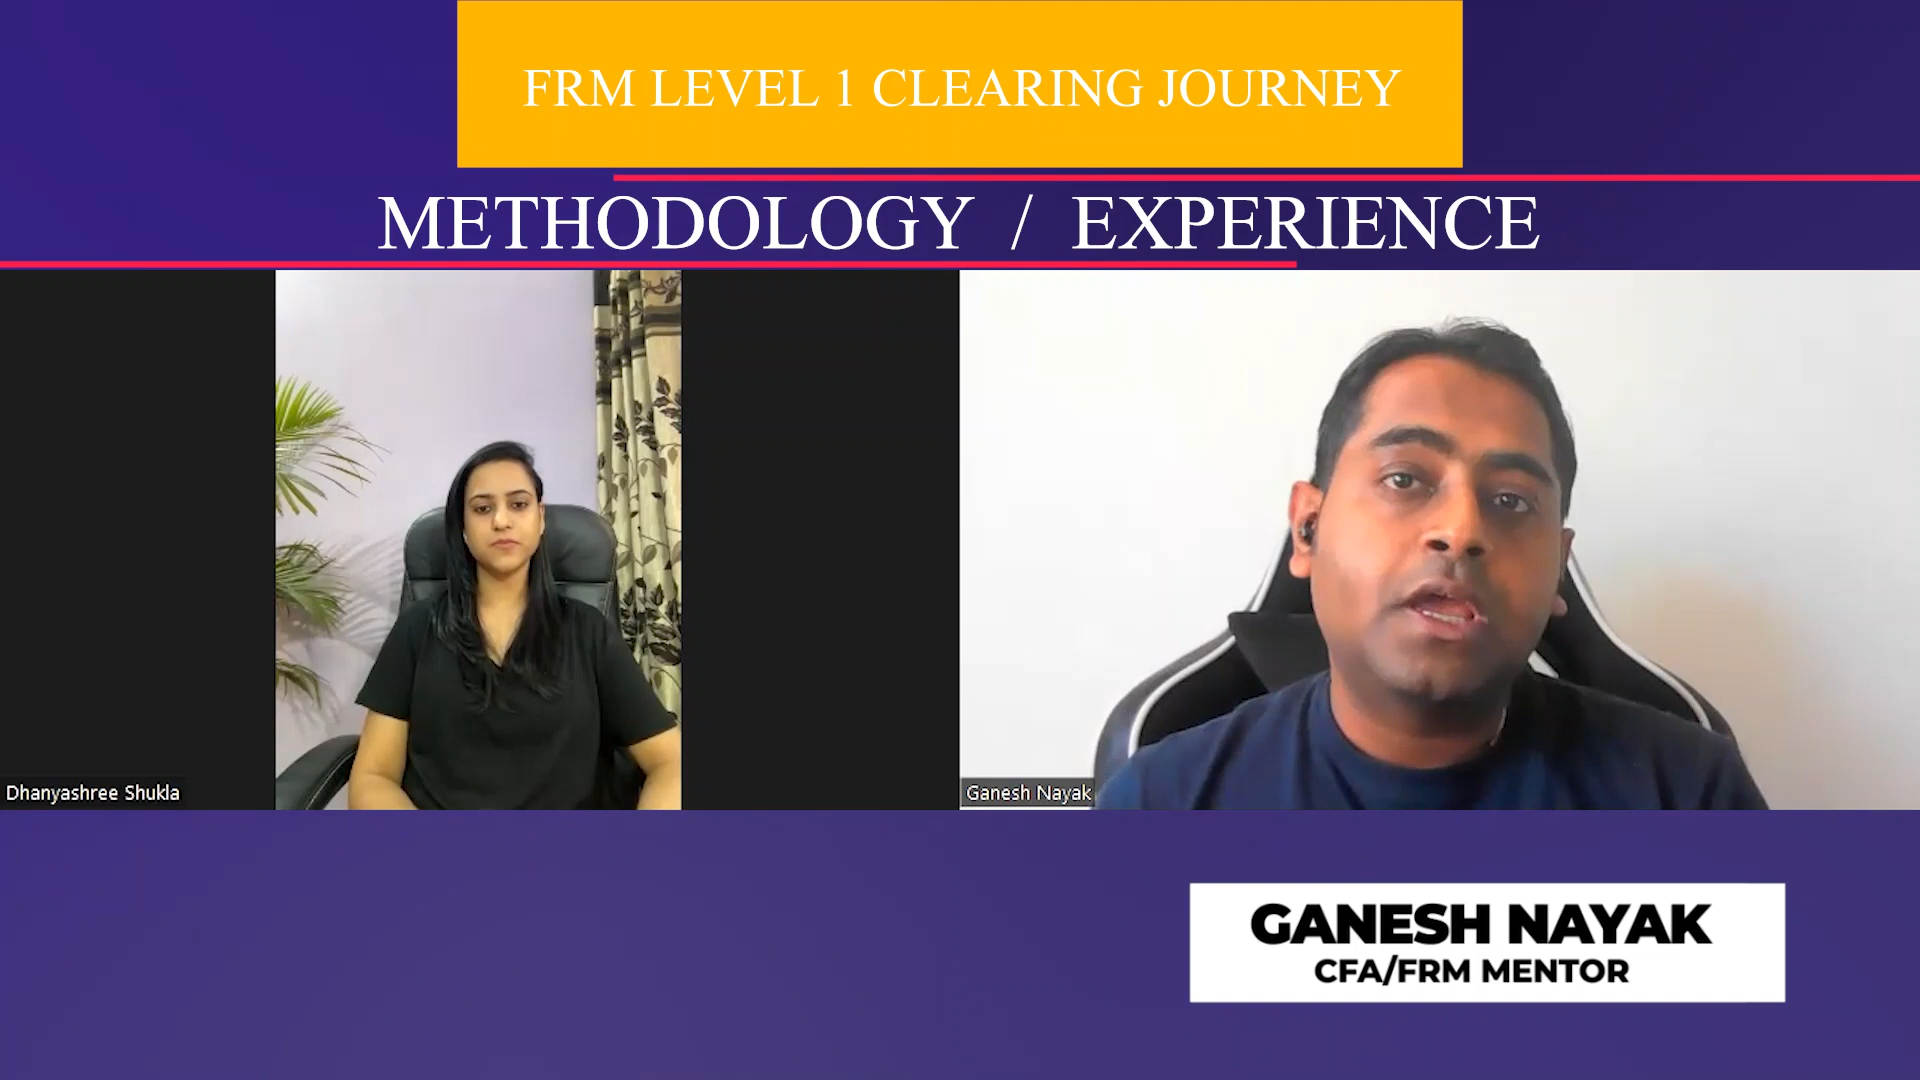 FRM LEVEL 1 CLEARING JOURNEY
METHODOLOGY / EXPERIENCE
Dhanyashree Shukla
Ganesh Nayak
GANESH NAYAK
CFA/FRM MENTOR